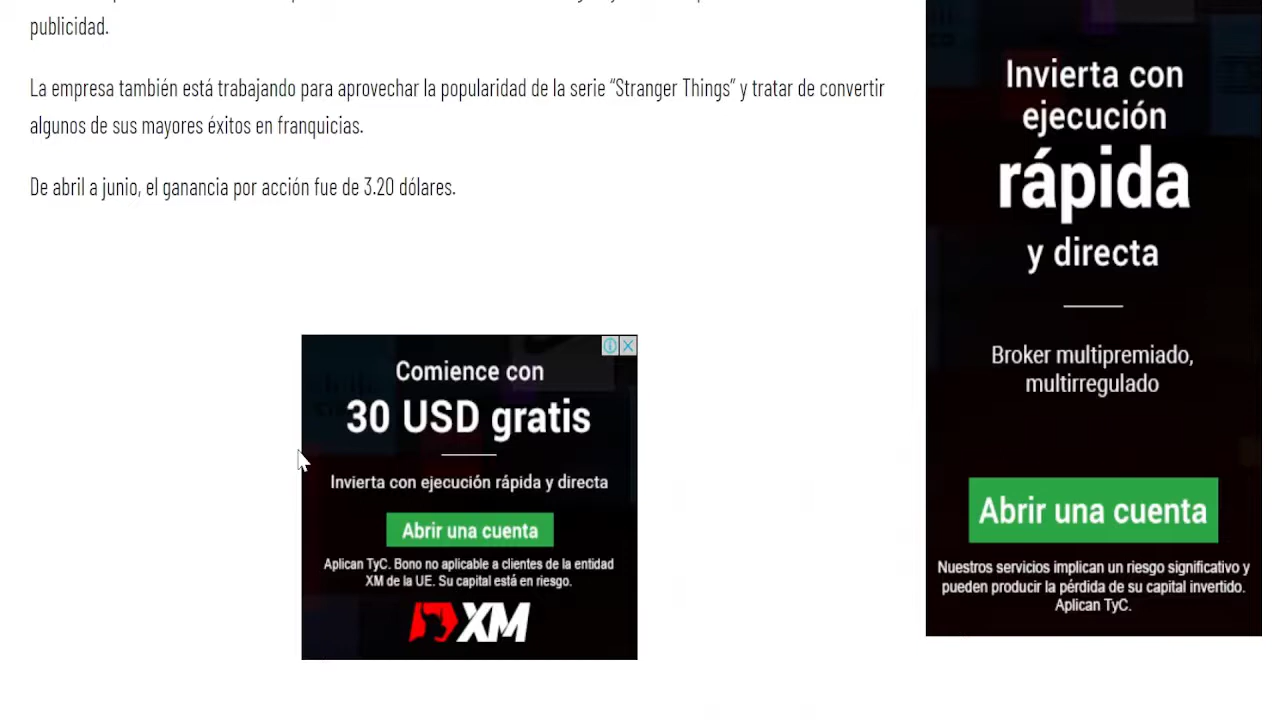 publicidad.
La empresa también está trabajando para aprovechar la popularidad de la serie “Stranger Things” y tratar de convertir
algunos de sus mayores éxitos en franquicias.
De abril a junio, el ganancia por acción fue de 3.20 dólares.
Comience con
30 USD gratis
Invierta con ejecución rápida y directa
Abrir una cuenta
Aplican TyC. Bono no aplicable a clientes de la entidad
XM de la UE. Su capital está en riesgo.
XM
Invierta con
ejecución
rápida
y directa
Broker multipremiado,
multirregulado
Abrir una cuenta
Nuestros servicios implican un riesgo significativo y
pueden producir la pérdida de su capital invertido.
Aplican TyC.